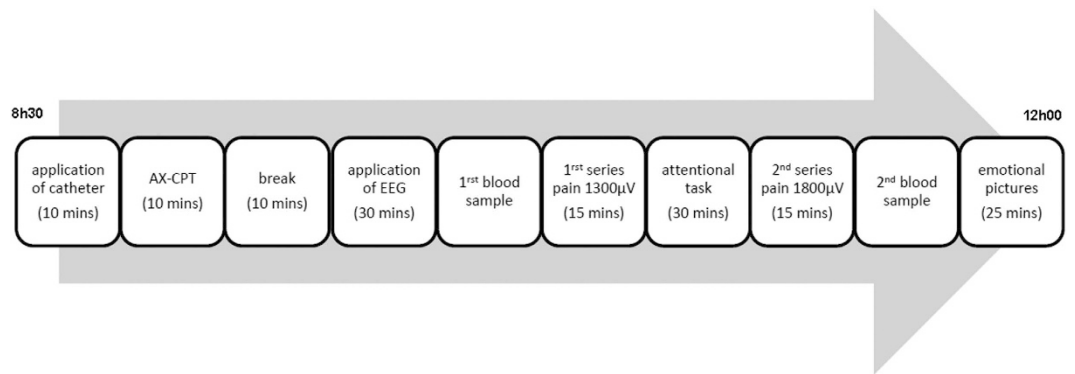 8h30
12h00
application
of catheter
(10 mins)
AX-CPT
(10 mins)
break
(10 mins)
application
of EEG
(30 mins)
1rst blood
sample
1rst series
pain 1300µV
(15 mins)
attentional
task
(30 mins)
2nd series
pain 1800µV
(15 mins)
2nd blood
sample
emotional
pictures
(25 mins)